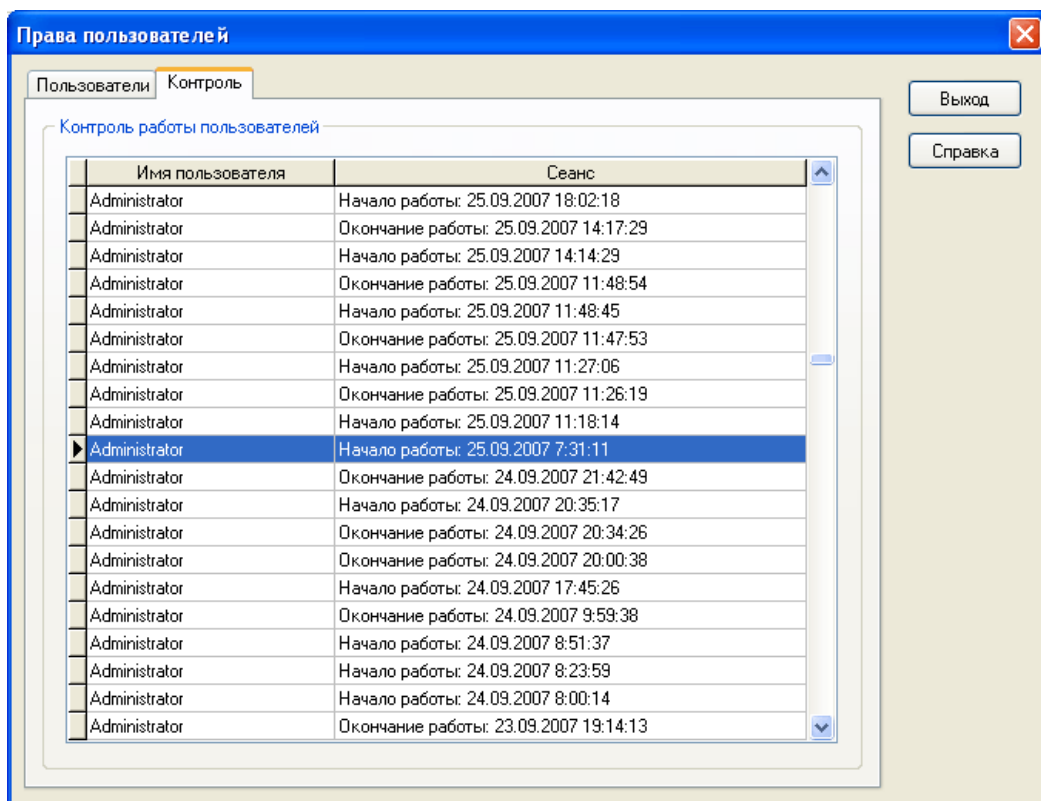 Права пользователей
Пользователи Контроль
Выход
Контроль работы пользователей
Справка
Имя пользователя Сеанс
Administrator Начало работы: 25.09.2007 18:02:18
Administrator Окончание работы: 25.09.2007 14:17:29
Administrator Начало работы: 25.09.2007 14:14:29
Administrator Окончание работы: 25.09.2007 11:48:54
Administrator Начало работы: 25.09.2007 11:48:45
Administrator Окончание работы: 25.09.2007 11:47:53
Administrator Начало работы: 25.09.2007 11:27:06
Administrator Окончание работы: 25.09.2007 11:26:19
Administrator Начало работы: 25.09.2007 11:18:14
Administrator Начало работы: 25.09.2007 7:31:11
Administrator Окончание работы: 24.09.2007 21:42:49
Administrator Начало работы: 24.09.2007 20:35:17
Administrator Окончание работы: 24.09.2007 20:34:26
Administrator Окончание работы: 24.09.2007 20:00:38
Administrator Начало работы: 24.09.2007 17:45:26
Administrator Окончание работы: 24.09.2007 9:59:38
Administrator Начало работы: 24.09.2007 8:51:37
Administrator Начало работы: 24.09.2007 8:23:59
Administrator Начало работы: 24.09.2007 8:00:14
Administrator Окончание работы: 23.09.2007 19:14:13